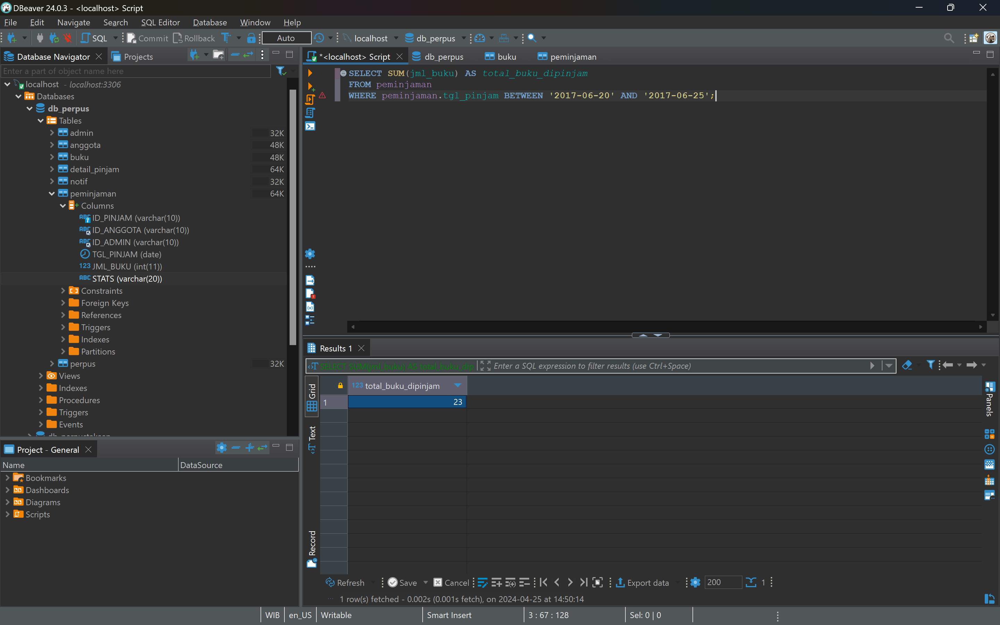 DBeaver 24.0.3 - <localhost> Script
File Edit Navigate Search SQL Editor Database Window Help
SQL Commit Rollback Auto localhost db_perpus
Database Navigator Projects
Enter a part of object name here
localhost - localhost:3306
Databases
db_perpus
Tables
admin 32K
anggota 48K
buku 48K
detail_pinjam 64K
notif 32K
peminjaman 64K
Columns
ID_PINJAM (varchar(10))
ID_ANGGOTA (varchar(10))
ID_ADMIN (varchar(10))
TGL_PINJAM (date)
123 JML_BUKU (int(11))
ABC STATS (varchar(20))
Constraints
Foreign Keys
References
Triggers
Indexes
Partitions
perpus 32K
Views
Indexes
Procedures
Triggers
Events
Project - General
Name DataSource
Bookmarks
Dashboards
Diagrams
Scripts
*<localhost> Script db_perpus buku peminjaman
SELECT SUM(jml_buku) AS total_buku_dipinjam
FROM peminjaman
WHERE peminjaman.tgl_pinjam BETWEEN '2017-06-20' AND '2017-06-25';
Results 1
SELECT SUM(jml_buku) AS total_buku_dip Enter a SQL expression to filter results (use Ctrl+Space)
Grid
Text
Record
123 total_buku_dipinjam
1 23
Panels
Refresh Save Cancel Export data 200 1
1 row(s) fetched - 0.002s (0.001s fetch), on 2024-04-25 at 14:50:14
WIB en_US Writable Smart Insert 3 : 67 : 128 Sel: 0 | 0